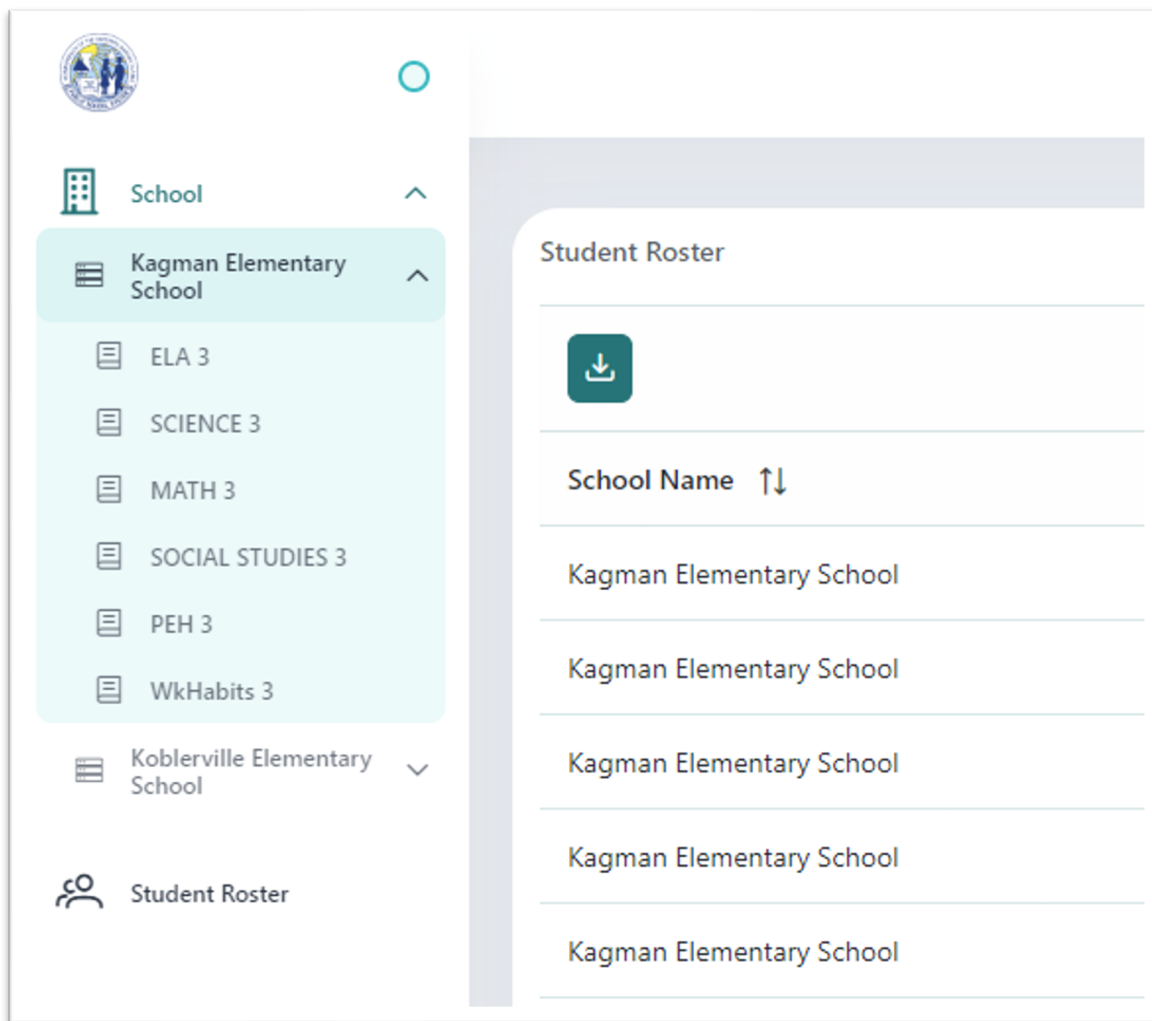 School
Kagman Elementary
School
ELA 3
SCIENCE 3
MATH 3
SOCIAL STUDIES 3
PEH 3
WkHabits 3
Koblerville Elementary
School
Student Roster
Student Roster
School Name
Kagman Elementary School
Kagman Elementary School
Kagman Elementary School
Kagman Elementary School
Kagman Elementary School